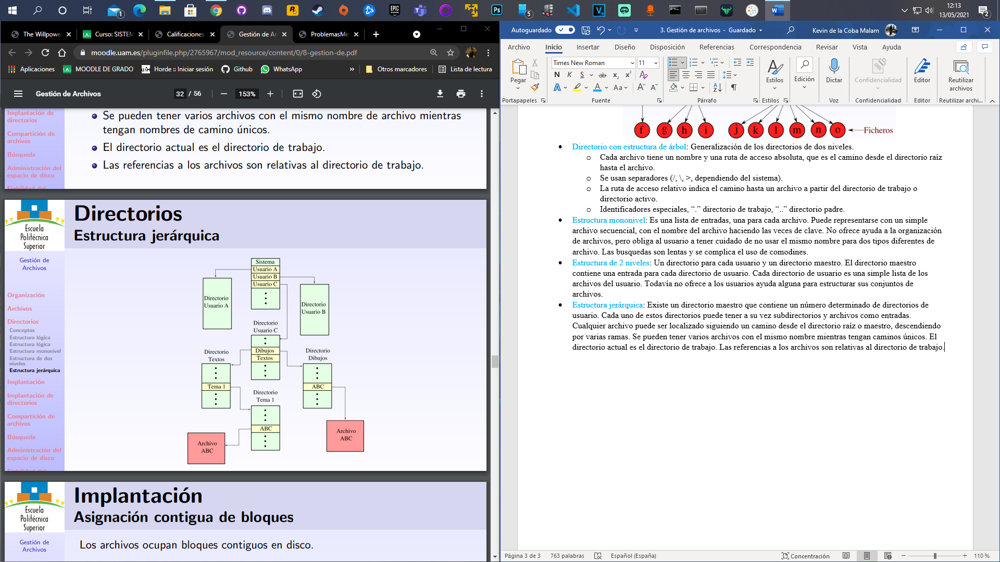 12:13
13/05/2021
The Willpowe
Curso: SISTEM
Calificaciones
Gestión de Ar
ProblemasMe
moodle.uam.es/pluginfile.php/2765967/mod_resource/content/0/8-gestion-de.pdf
Aplicaciones
MOODLE DE GRADO
Horde :: Iniciar sesión
Github
WhatsApp
»
Otros marcadores
Lista de lectura
Gestión de Archivos
32 / 56
153%
Implantación de
directorios
Compartición de
archivos
Búsqueda
Administración del
espacio de disco
Fiabilidad del
Se pueden tener varios archivos con el mismo nombre de archivo mientras
tengan nombres de camino únicos.
El directorio actual es el directorio de trabajo.
Las referencias a los archivos son relativas al directorio de trabajo.
Escuela
Politécnica
Superior
Gestión de
Archivos
Organización
Archivos
Directorios
Conceptos
Estructura lógica
Estructura lógica
Estructura mononivel
Estructura de dos
niveles
Estructura jerárquica
Implantación
Implantación de
directorios
Compartición de
archivos
Búsqueda
Administración del
espacio de disco
Fiabilidad del
Directorios
Estructura jerárquica
Sistema
Usuario A
Usuario B
Usuario C
Directorio
Usuario A
Directorio
Usuario B
Directorio
Usuario C
Dibujos
Textos
Directorio
Textos
Directorio
Dibujos
Tema 1
ABC
Directorio
Tema 1
ABC
Archivo
ABC
Archivo
ABC
Escuela
Politécnica
Superior
Gestión de
Archivos
Implantación
Asignación contigua de bloques
Los archivos ocupan bloques contiguos en disco.
Autoguardado
3. Gestión de archivos - Guardado
Kevin de la Coba Malam
Archivo
Inicio
Insertar
Diseño
Disposición
Referencias
Correspondencia
Revisar
Vista
Ayuda
Pegar
Portapapeles
Times New Roman
11
N K S ab x₂ x²
Fuente
Párrafo
Estilos
Estilos
Edición
Dictar
Voz
Confidencialidad
Confidencialidad
Editor
Editor
Reutilizar
archivos
Reutilizar archi...
f g h i j k l m n o
Ficheros
Directorio con estructura de árbol: Generalización de los directorios de dos niveles.
o Cada archivo tiene un nombre y una ruta de acceso absoluta, que es el camino desde el directorio raíz
hasta el archivo.
o Se usan separadores (/, \, >, dependiendo del sistema).
o La ruta de acceso relativo indica el camino hasta un archivo a partir del directorio de trabajo o
directorio activo.
o Identificadores especiales, “.” directorio de trabajo, “..” directorio padre.
Estructura mononivel: Es una lista de entradas, una para cada archivo. Puede representarse con un simple
archivo secuencial, con el nombre del archivo haciendo las veces de clave. No ofrece ayuda a la organización
de archivos, pero obliga al usuario a tener cuidado de no usar el mismo nombre para dos tipos diferentes de
archivo. Las busquedas son lentas y se complica el uso de comodines.
Estructura de 2 niveles: Un directorio para cada usuario y un directorio maestro. El directorio maestro
contiene una entrada para cada directorio de usuario. Cada directorio de usuario es una simple lista de los
archivos del usuario. Todavía no ofrece a los usuarios ayuda alguna para estructurar sus conjuntos de
archivos.
Estructura jerárquica: Existe un directorio maestro que contiene un número determinado de directorios de
usuario. Cada uno de estos directorios puede tener a su vez subdirectorios y archivos como entradas.
Cualquier archivo puede ser localizado siguiendo un camino desde el directorio raíz o maestro, descendiendo
por varias ramas. Se pueden tener varios archivos con el mismo nombre mientras tengan caminos únicos. El
directorio actual es el directorio de trabajo. Las referencias a los archivos son relativas al directorio de trabajo.
Página 3 de 3
763 palabras
Español (España)
Concentración
110 %